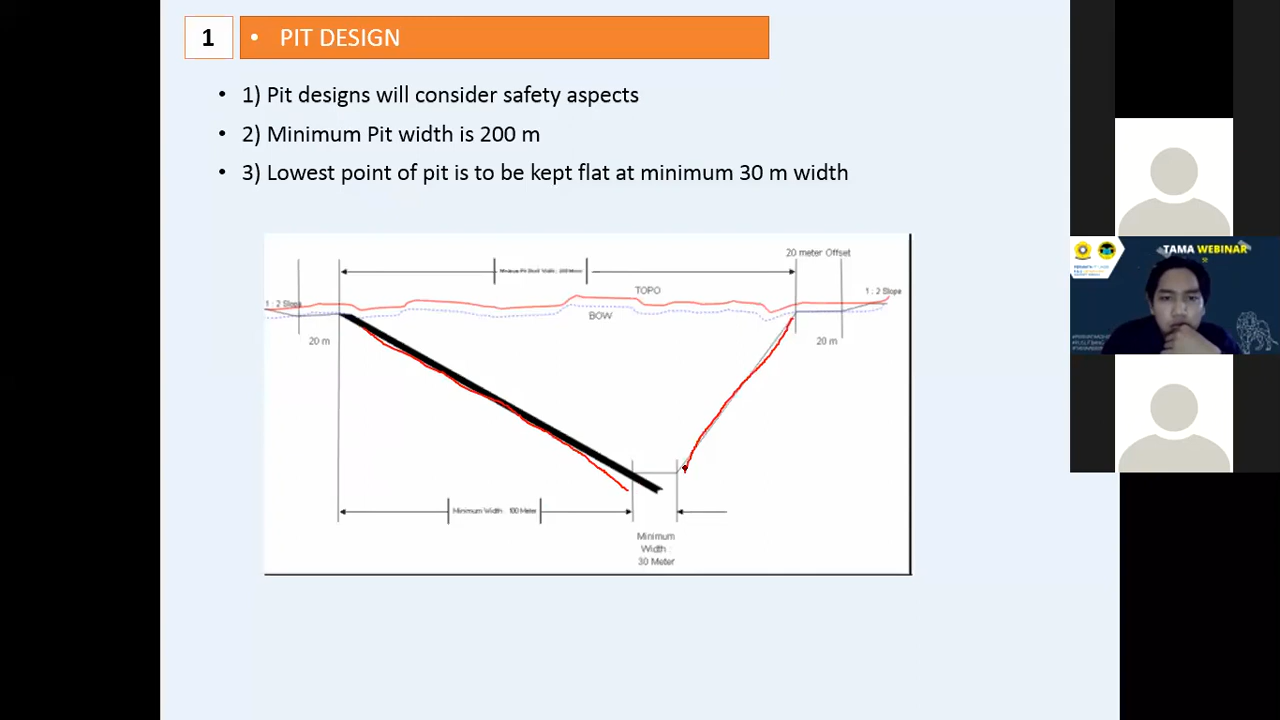 1
• PIT DESIGN
• 1) Pit designs will consider safety aspects
• 2) Minimum Pit width is 200 m
• 3) Lowest point of pit is to be kept flat at minimum 30 m width
20 meter Offset
TOPO
1 : 2 Slope
1 : 2 Slope
BOW
20 m
20 m
Minimum Width : 100 Meter
Minimum
Width
30 Meter
TAMA WEBINAR